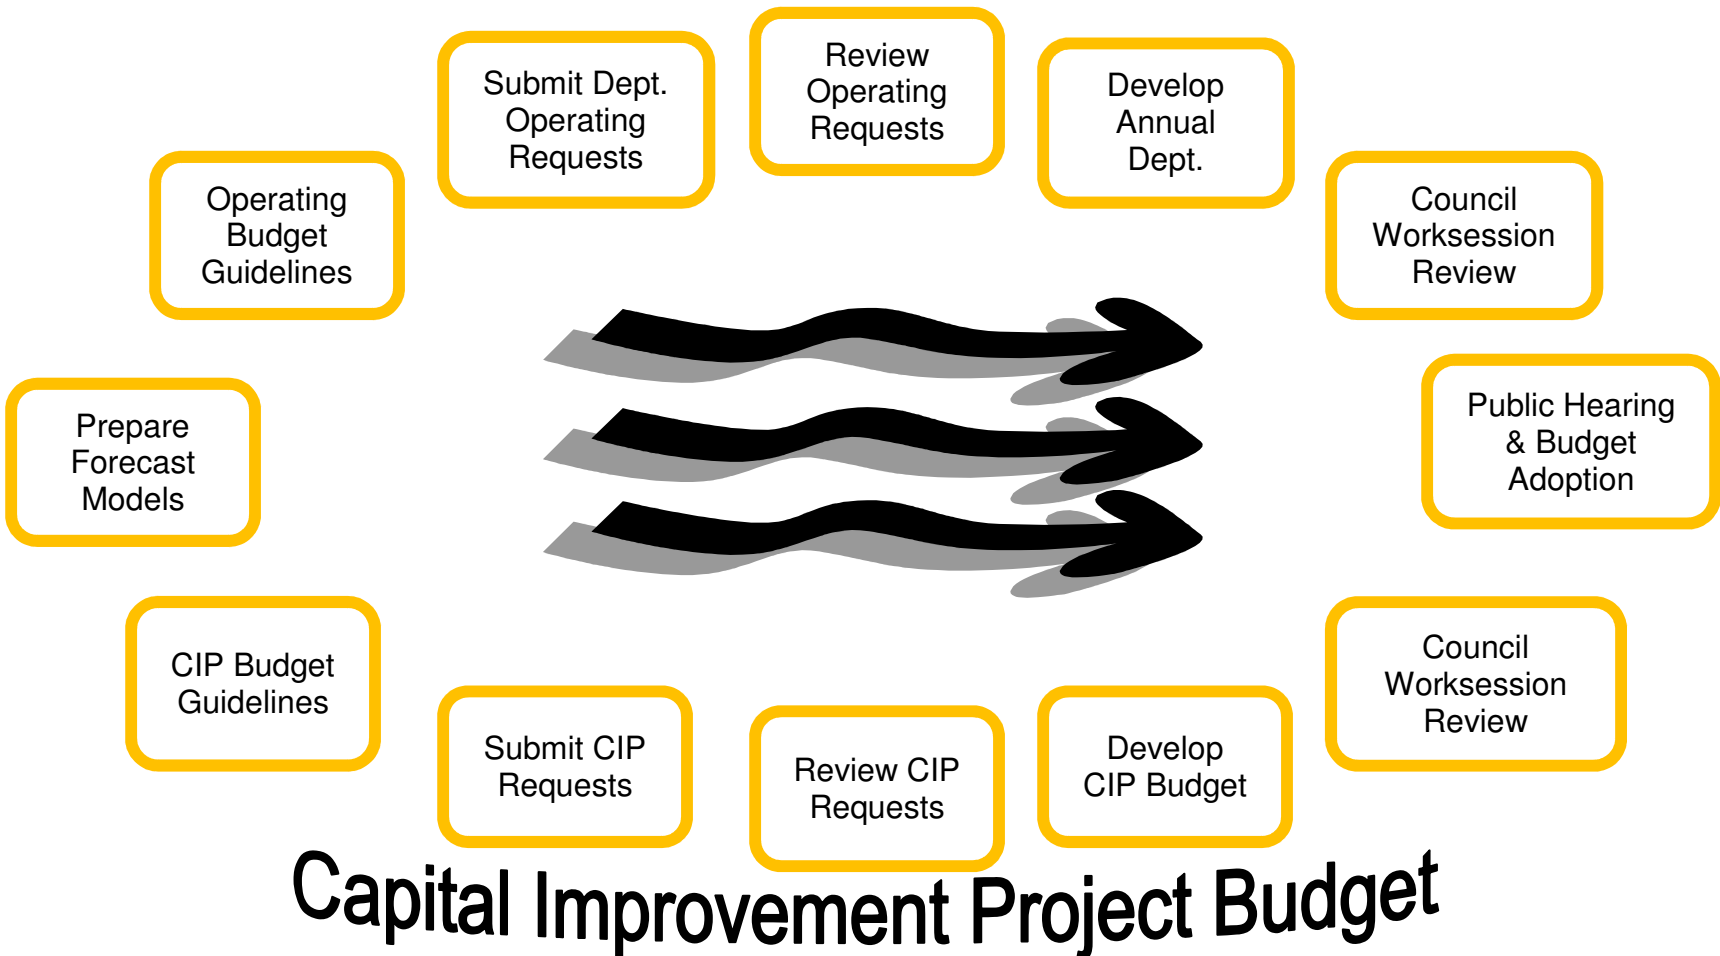 Review
Operating
Requests
Submit Dept.
Operating
Requests
Develop
Annual
Dept.
Operating
Budget
Guidelines
Council
Worksession
Review
Prepare
Forecast
Models
Public Hearing
& Budget
Adoption
CIP Budget
Guidelines
Council
Worksession
Review
Submit CIP
Requests
Review CIP
Requests
Develop
CIP Budget
Capital Improvement Project Budget